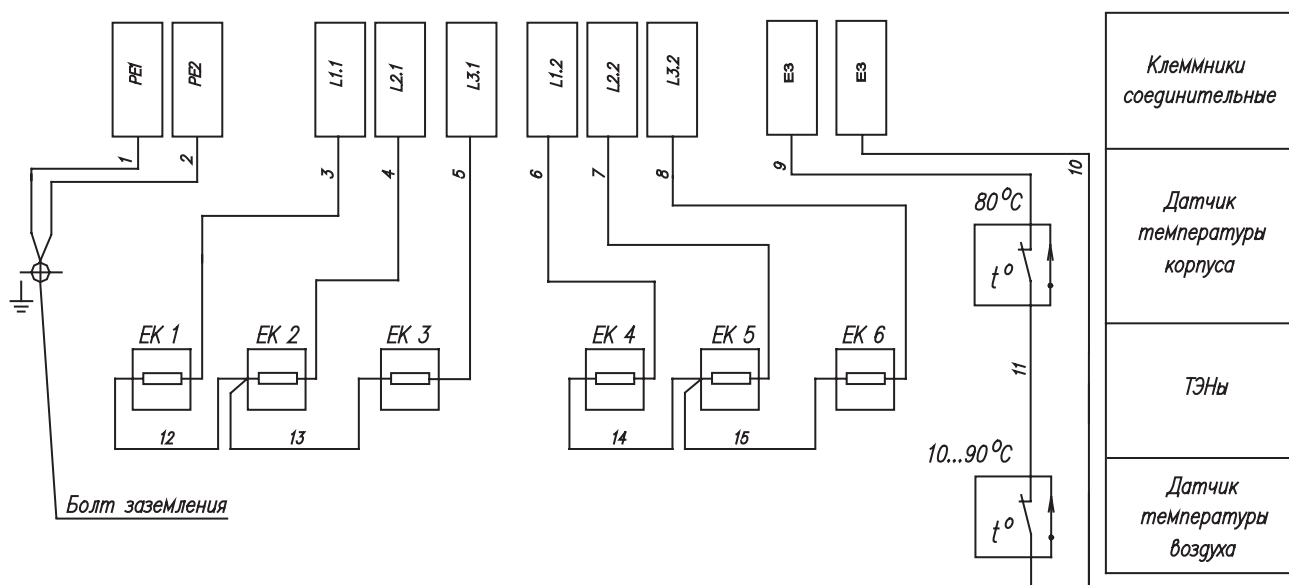 PE1
PE2
L1.1
L2.1
L3.1
L1.2
L2.2
L3.2
E3
E3
Клеммники
соединительные
1
2
3
4
5
6
7
8
9
10
80°C
t°
Датчик
температуры
корпуса
EK 1
EK 2
EK 3
EK 4
EK 5
EK 6
11
ТЭНы
12
13
14
15
10...90°C
t°
Датчик
температуры
воздуха
Болт заземления